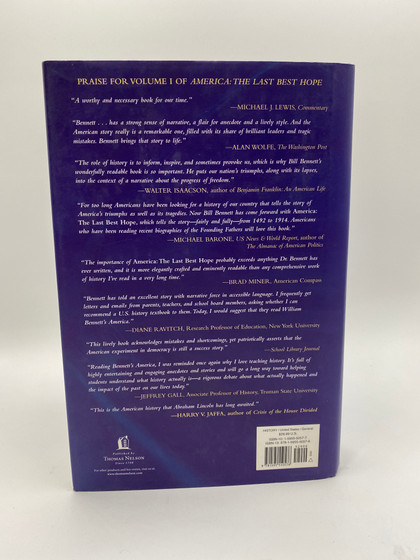 PRAISE FOR VOLUME I OF AMERICA: THE LAST BEST HOPE
"A worthy and necessary book for our time."
—MICHAEL J. LEWIS, Commentary
"Bennett . . . has a strong sense of narrative, a flair for anecdote and a lively style. And the
American story really is a remarkable one, filled with its share of brilliant leaders and tragic
mistakes. Bennett brings that story to life."
—ALAN WOLFE, The Washington Post
"The role of history is to inform, inspire, and sometimes provoke us, which is why Bill Bennett's
wonderfully readable book is so important. He puts our nation's triumphs, along with its lapses,
into the context of a narrative about the progress of freedom."
—WALTER ISAACSON, author of Benjamin Franklin: An American Life
"For too long Americans have been looking for a history of our country that tells the story of
America's triumphs as well as its tragedies. Now Bill Bennett has come forward with America:
The Last Best Hope, which tells the story—fairly and fully—from 1492 to 1914. Americans
who have been reading recent biographies of the Founding Fathers will love this book."
—MICHAEL BARONE, US News & World Report, author of
The Almanac of American Politics
"The importance of America: The Last Best Hope probably exceeds anything Dr. Bennett has
ever written, and it is more elegantly crafted and eminently readable than any comprehensive
work of history I've read in a very long time."
—BRAD MINER, American Compass
"Bennett has told an excellent story with narrative force in accessible language. I frequently get
letters and emails from parents, teachers, and school board members, asking whether I can
recommend a U.S. history textbook to them. Today, I would suggest that they read William
Bennett's America."
—DIANE RAVITCH, Research Professor of Education, New York University
"This lively book acknowledges mistakes and shortcomings, yet patriotically asserts that the
American experiment in democracy is still a success story."
—School Library Journal
"Reading Bennett's America, I was reminded once again why I love teaching history. It's full of
highly entertaining and engaging anecdotes and stories and will go a long way toward helping
students understand what history actually is—a vigorous debate about what actually happened and
the impact of the past on our lives today."
—JEFFREY GALL, Associate Professor of History, Truman State University
"This is the American history that Abraham Lincoln has long awaited."
—HARRY V. JAFFA, author of Crisis of the House Divided
Published by
THOMAS NELSON
Since 1798
HISTORY / United States / General